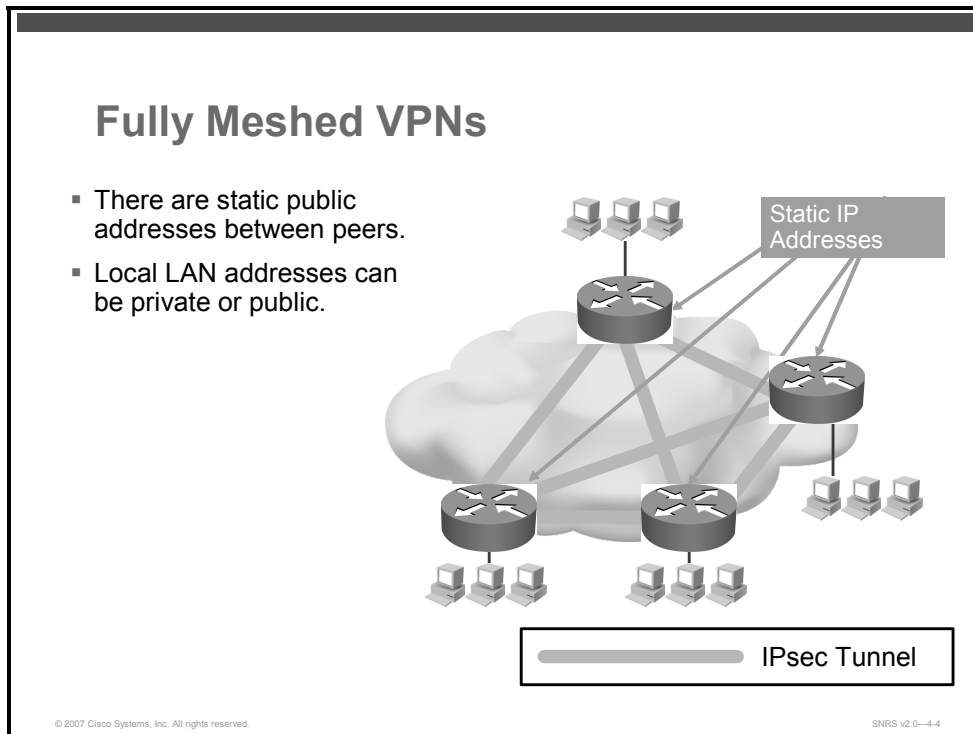 Fully Meshed VPNs
▪ There are static public
addresses between peers.
▪ Local LAN addresses can
be private or public.
Static IP
Addresses
IPsec Tunnel
© 2007 Cisco Systems, Inc. All rights reserved.
SNRS v2.0—4-4